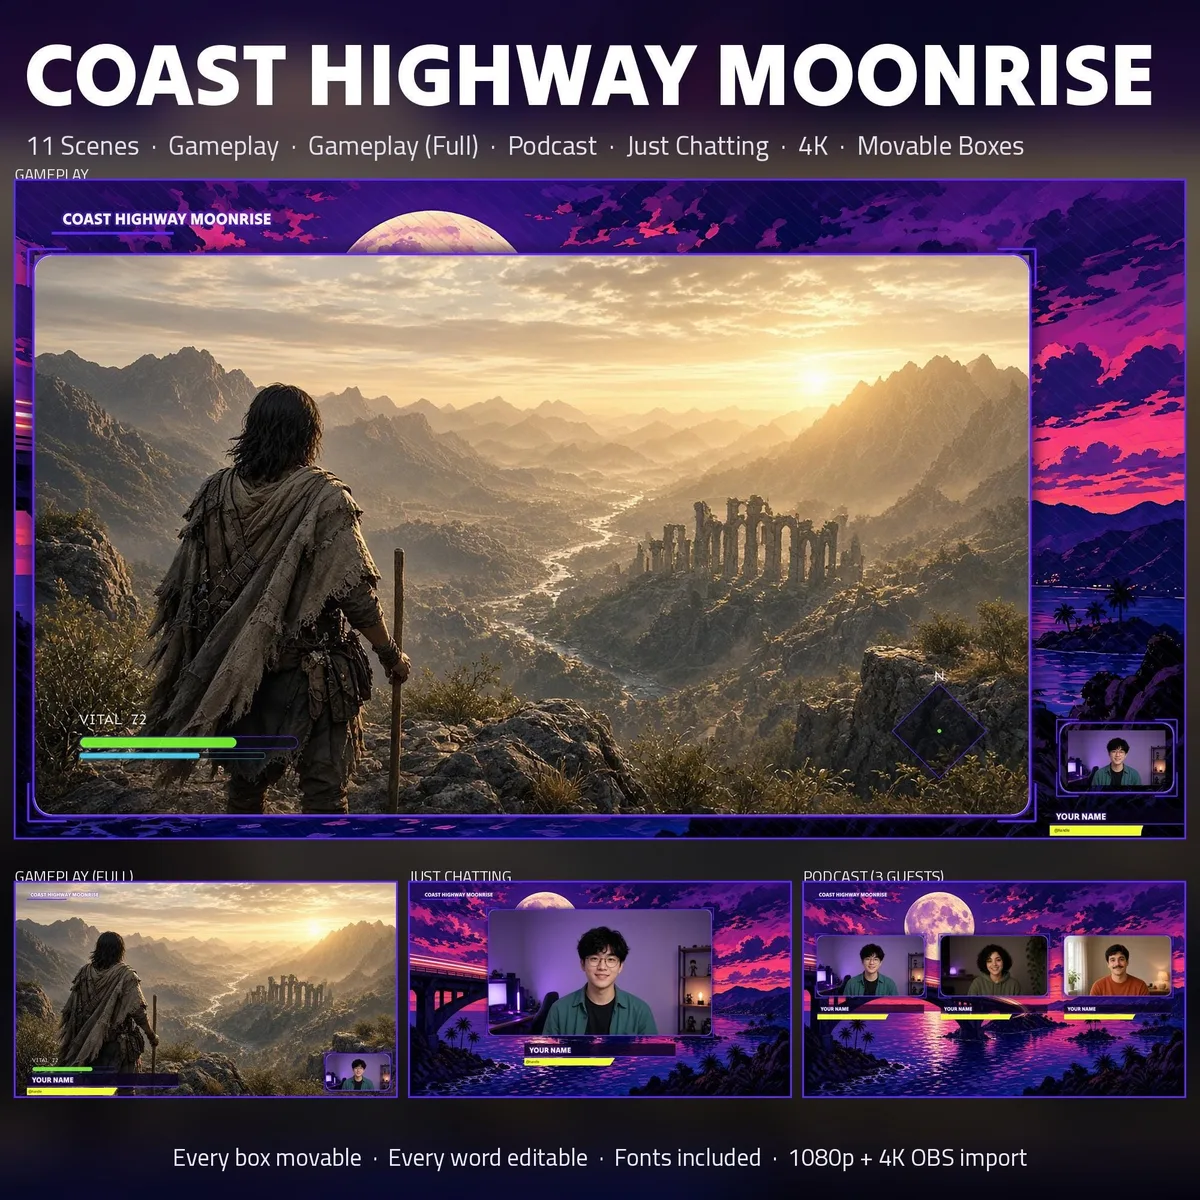 COAST HIGHWAY MOONRISE
11 Scenes · Gameplay · Gameplay (Full) · Podcast · Just Chatting · 4K · Movable Boxes
GAMEPLAY
COAST HIGHWAY MOONRISE
N
VITAL 72
YOUR NAME
@handle
GAMEPLAY (FULL)
JUST CHATTING
PODCAST (3 GUESTS)
COAST HIGHWAY MOONRISE
VITAL 72
YOUR NAME
@handle
COAST HIGHWAY MOONRISE
YOUR NAME
@handle
COAST HIGHWAY MOONRISE
YOUR NAME
YOUR NAME
YOUR NAME
Every box movable · Every word editable · Fonts included · 1080p + 4K OBS import